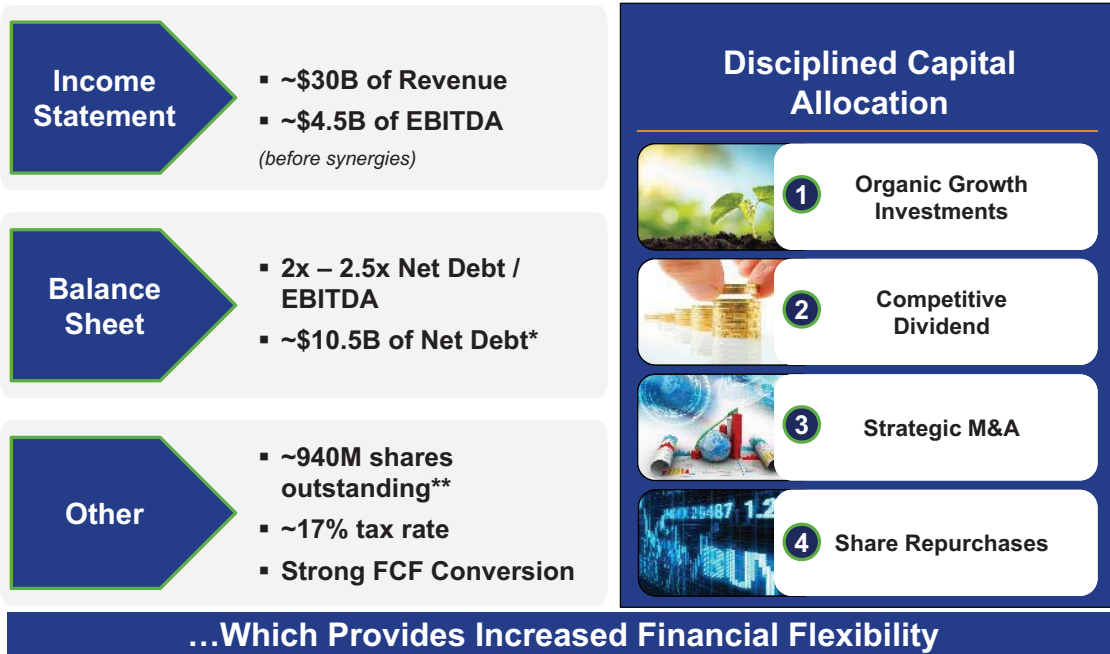 Income
Statement
▪ ~$30B of Revenue
▪ ~$4.5B of EBITDA
(before synergies)
Balance
Sheet
▪ 2x – 2.5x Net Debt /
EBITDA
▪ ~$10.5B of Net Debt*
Other
▪ ~940M shares
outstanding**
▪ ~17% tax rate
▪ Strong FCF Conversion
Disciplined Capital
Allocation
1
Organic Growth
Investments
2
Competitive
Dividend
3
Strategic M&A
4
Share Repurchases
…Which Provides Increased Financial Flexibility